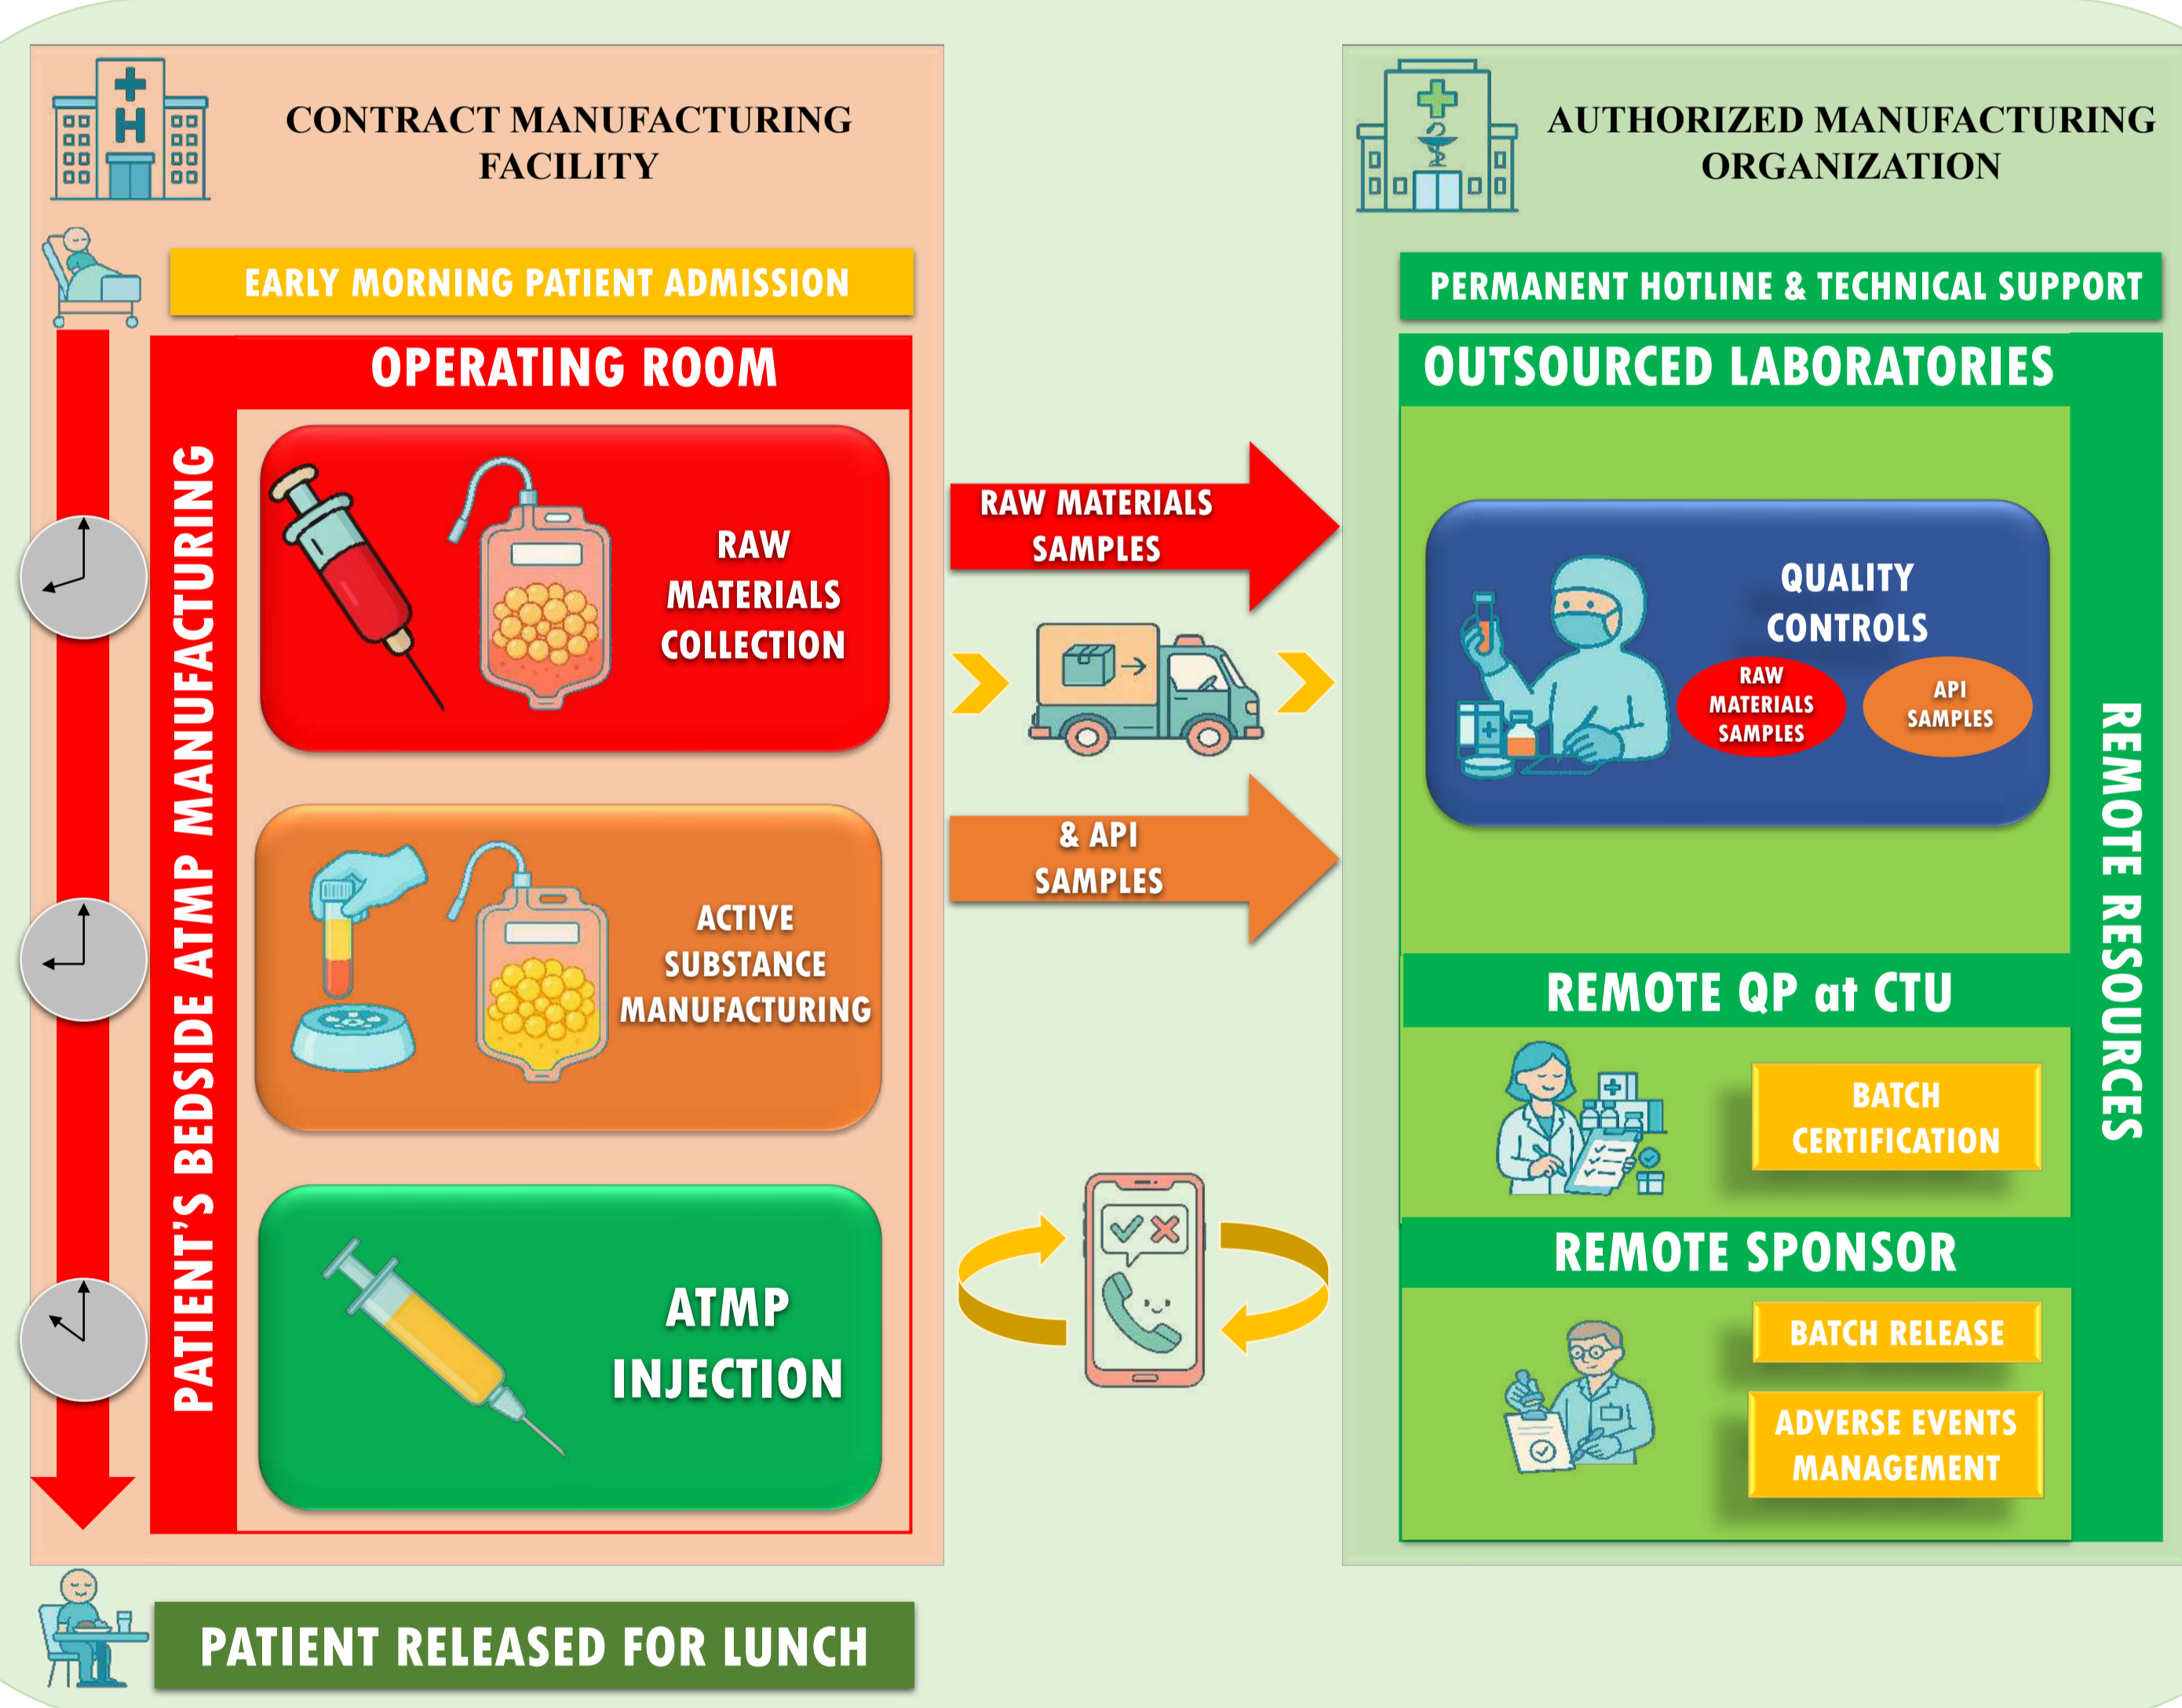 CONTRACT MANUFACTURING
FACILITY
H
EARLY MORNING PATIENT ADMISSION
OPERATING ROOM
PATIENT'S BEDSIDE ATMP MANUFACTURING
RAW
MATERIALS
COLLECTION
ACTIVE
SUBSTANCE
MANUFACTURING
ATMP
INJECTION
PATIENT RELEASED FOR LUNCH
RAW MATERIALS
SAMPLES
& API
SAMPLES
AUTHORIZED MANUFACTURING
ORGANIZATION
PERMANENT HOTLINE & TECHNICAL SUPPORT
OUTSOURCED LABORATORIES
REMOTE RESOURCES
QUALITY
CONTROLS
RAW
MATERIALS
SAMPLES
API
SAMPLES
REMOTE QP at CTU
BATCH
CERTIFICATION
REMOTE SPONSOR
BATCH RELEASE
ADVERSE EVENTS
MANAGEMENT